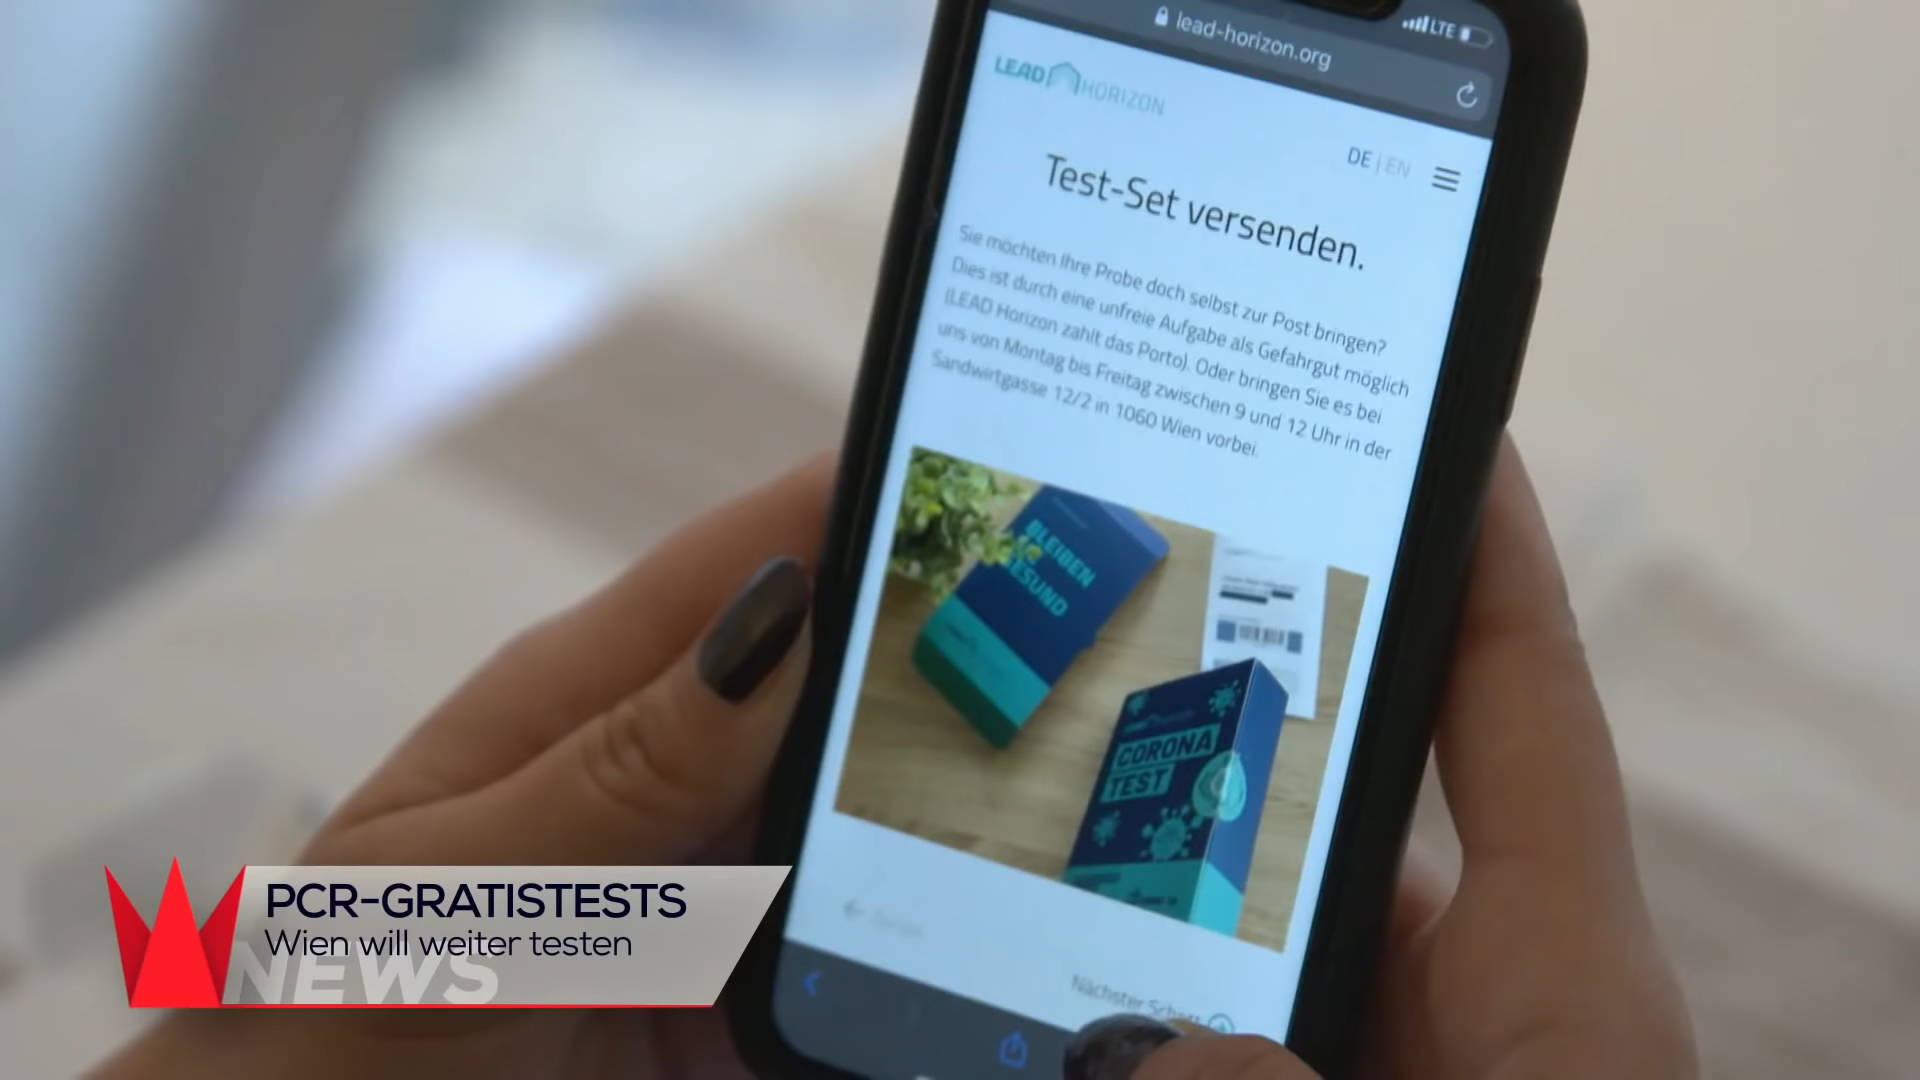 lead-horizon.org
LTE
LEAD HORIZON
DE | EN
Test-Set versenden.
Sie möchten Ihre Probe doch selbst zur Post bringen?
Dies ist durch eine unfreie Aufgabe als Gefahrgut möglich
(LEAD Horizon zahlt das Porto). Oder bringen Sie es bei
uns von Montag bis Freitag zwischen 9 und 12 Uhr in der
Sandwirtgasse 12/2 in 1060 Wien vorbei.
BLEIBEN
GESUND
CORONA
TEST
Nächster Schritt
PCR-GRATISTESTS
Wien will weiter testen
NEWS